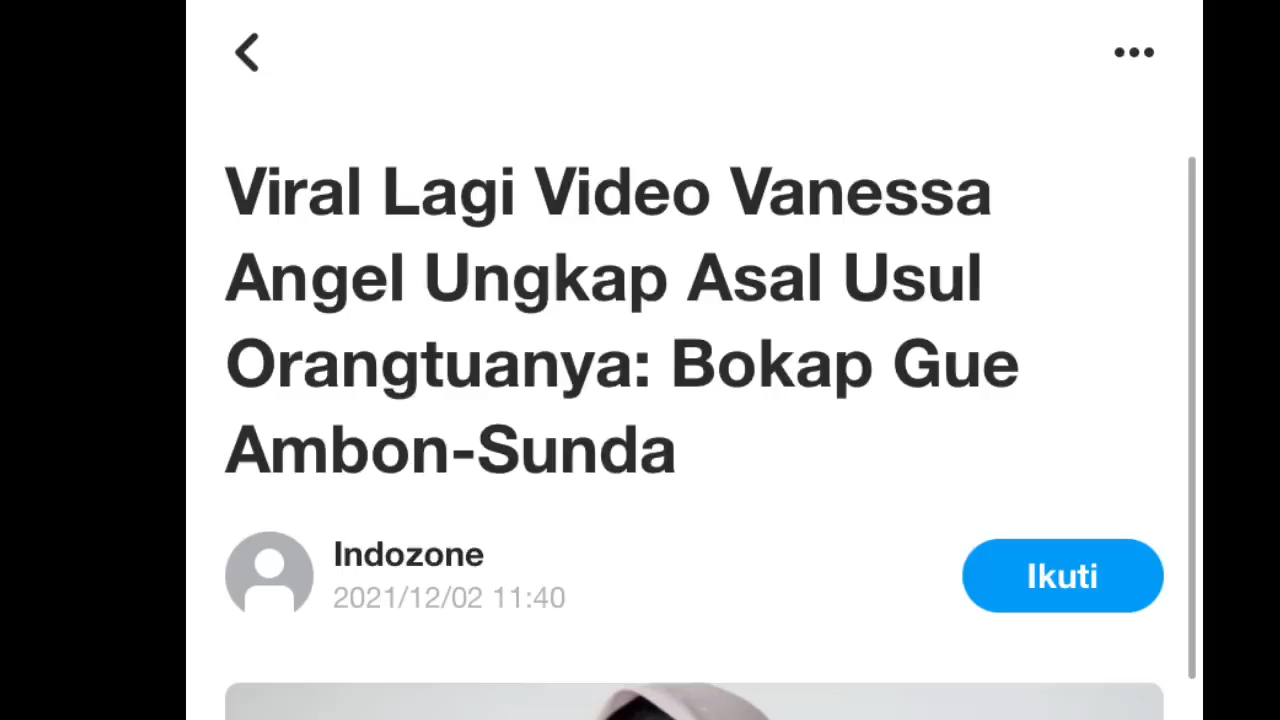 Viral Lagi Video Vanessa
Angel Ungkap Asal Usul
Orangtuanya: Bokap Gue
Ambon-Sunda
Indozone
2021/12/02 11:40
Ikuti